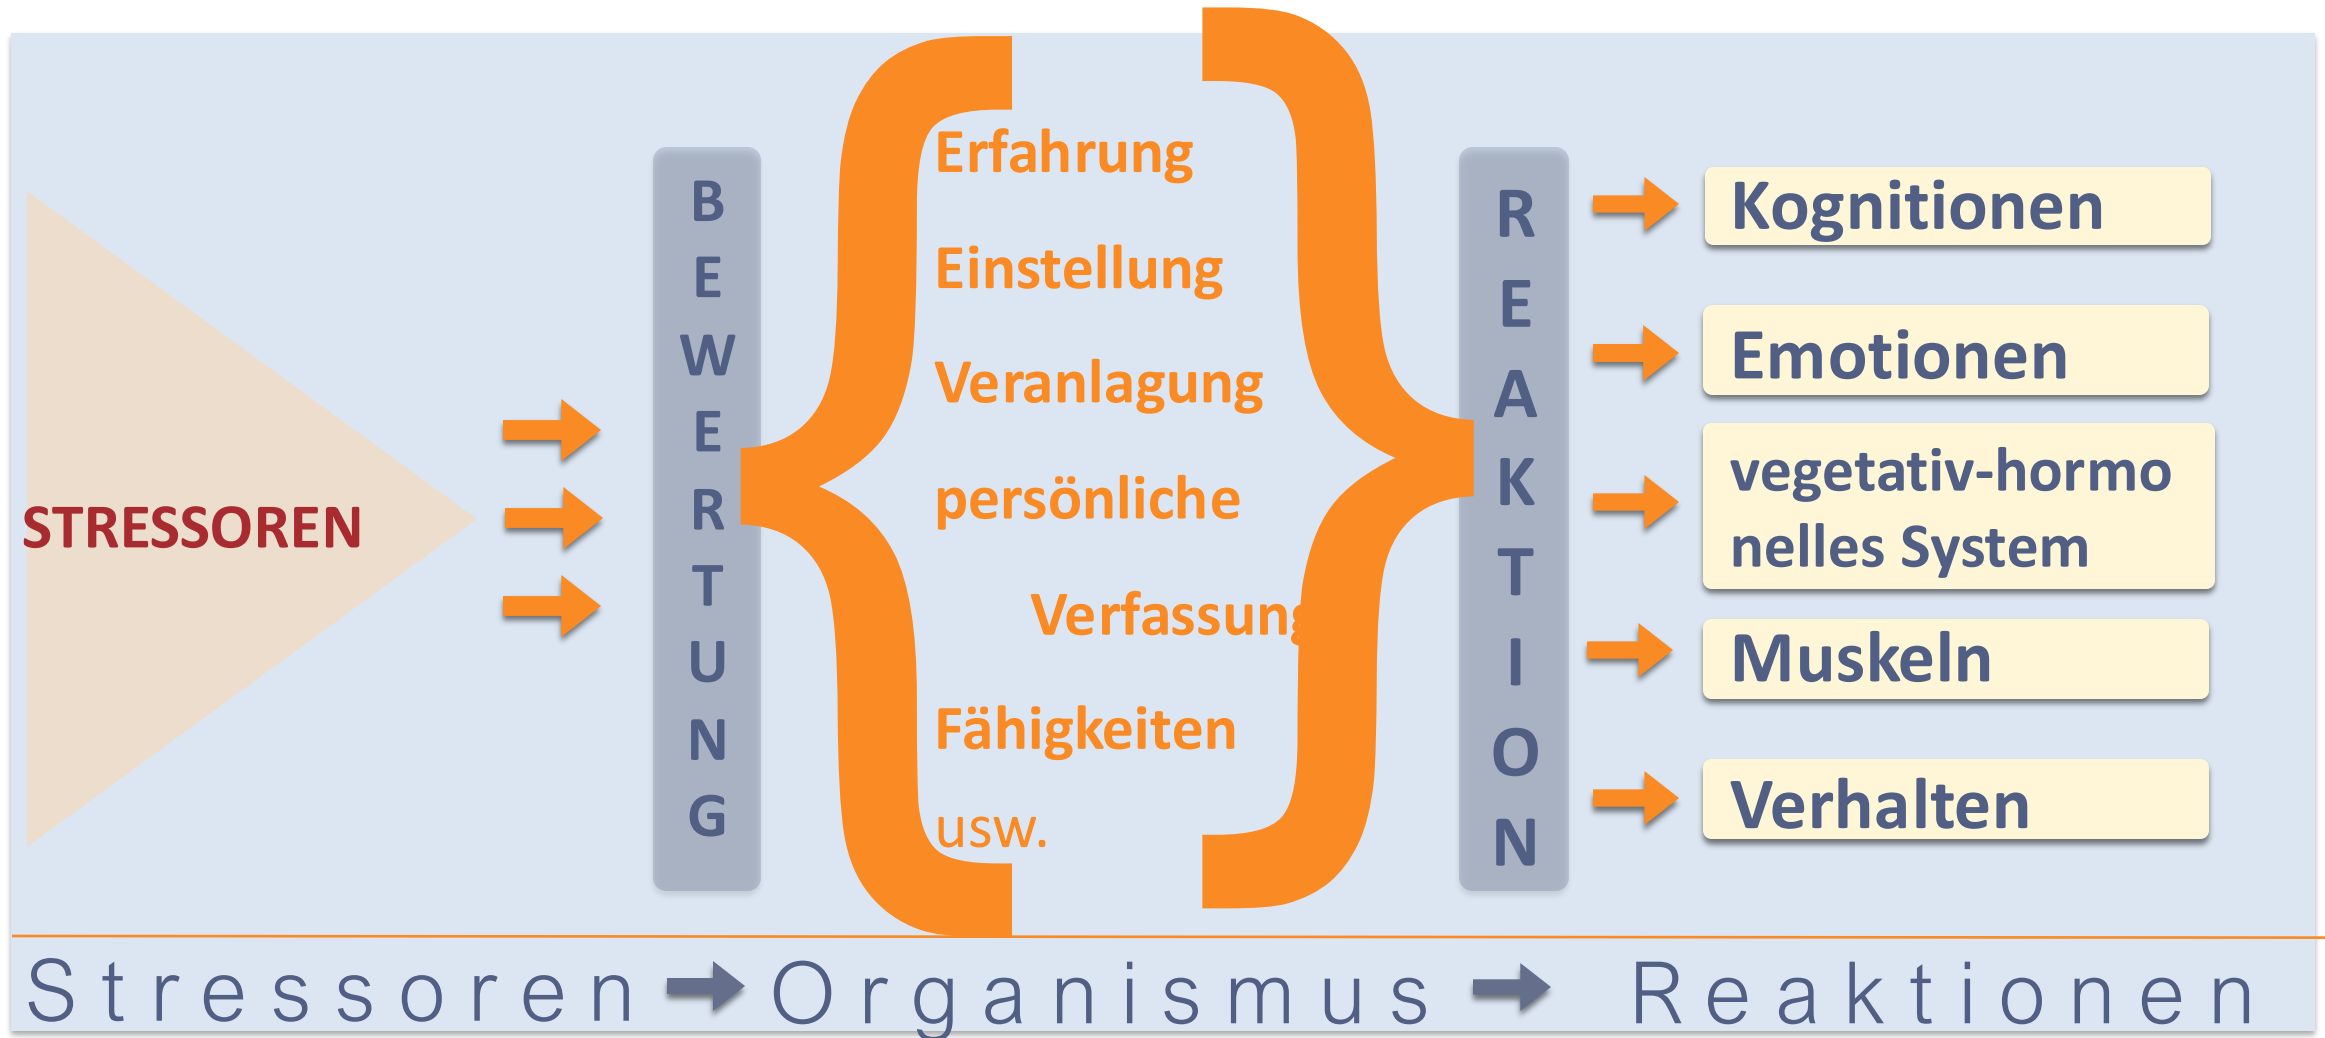 STRESSOREN
BEWERTUNG
Erfahrung
Einstellung
Veranlagung
persönliche
Verfassung
Fähigkeiten
usw.
REAKTION
Kognitionen
Emotionen
vegetativ-hormo
nelles System
Muskeln
Verhalten
Stressoren Organismus Reaktionen